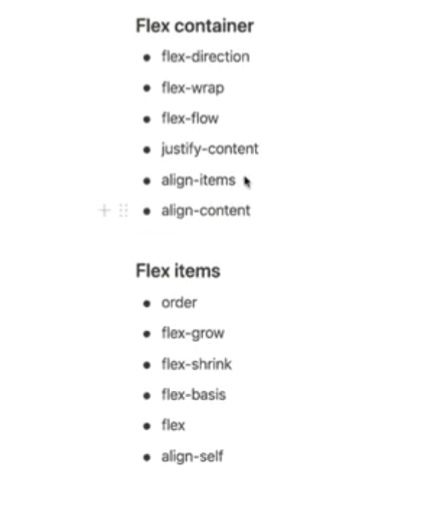 Flex container
• flex-direction
• flex-wrap
• flex-flow
• justify-content
• align-items
• align-content
Flex items
• order
• flex-grow
• flex-shrink
• flex-basis
• flex
• align-self